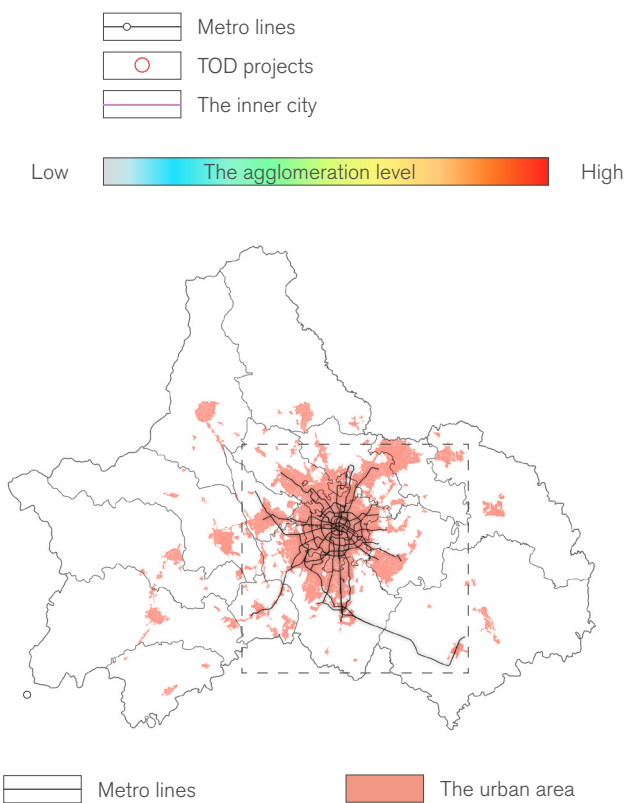 Metro lines
TOD projects
The inner city
Low The agglomeration level High
Metro lines The urban area